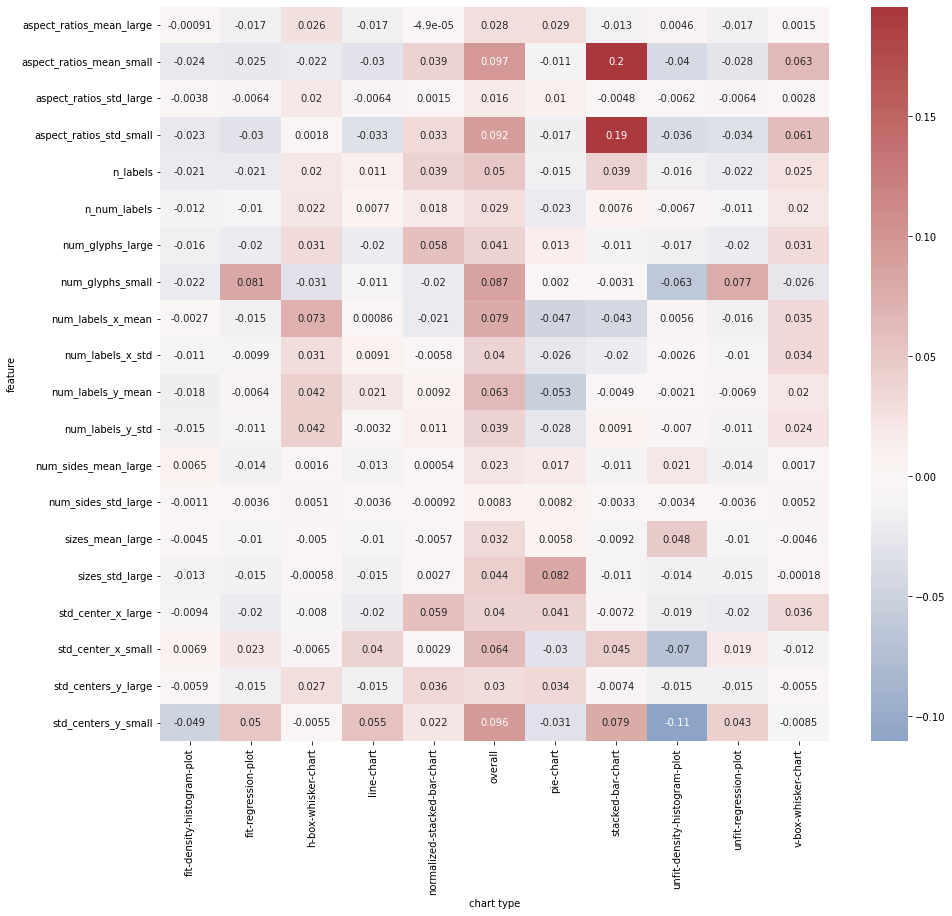 aspect_ratios_mean_large -0.00091 -0.017 0.026 -0.017 -4.9e-05 0.028 0.029 -0.013 0.0046 -0.017 0.0015
aspect_ratios_mean_small -0.024 -0.025 -0.022 -0.03 0.039 0.097 -0.011 0.2 -0.04 -0.028 0.063
0.15
aspect_ratios_std_large -0.0038 -0.0064 0.02 -0.0064 0.0015 0.016 0.01 -0.0048 -0.0062 -0.0064 0.0028
aspect_ratios_std_small -0.023 -0.03 0.0018 -0.033 0.033 0.092 -0.017 0.19 -0.036 -0.034 0.061
n_labels -0.021 -0.021 0.02 0.011 0.039 0.05 -0.015 0.039 -0.016 -0.022 0.025
n_num_labels -0.012 -0.01 0.022 0.0077 0.018 0.029 -0.023 0.0076 -0.0067 -0.011 0.02
0.10
num_glyphs_large -0.016 -0.02 0.031 -0.02 0.058 0.041 0.013 -0.011 -0.017 -0.02 0.031
num_glyphs_small -0.022 0.081 -0.031 -0.011 -0.02 0.087 0.002 -0.0031 -0.063 0.077 -0.026
num_labels_x_mean -0.0027 -0.015 0.073 0.00086 -0.021 0.079 -0.047 -0.043 0.0056 -0.016 0.035
feature
num_labels_x_std -0.011 -0.0099 0.031 0.0091 -0.0058 0.04 -0.026 -0.02 -0.0026 -0.01 0.034
0.05
num_labels_y_mean -0.018 -0.0064 0.042 0.021 0.0092 0.063 -0.053 -0.0049 -0.0021 -0.0069 0.02
num_labels_y_std -0.015 -0.011 0.042 -0.0032 0.011 0.039 -0.028 0.0091 -0.007 -0.011 0.024
num_sides_mean_large 0.0065 -0.014 0.0016 -0.013 0.00054 0.023 0.017 -0.011 0.021 -0.014 0.0017
0.00
num_sides_std_large -0.0011 -0.0036 0.0051 -0.0036 -0.00092 0.0083 0.0082 -0.0033 -0.0034 -0.0036 0.0052
sizes_mean_large -0.0045 -0.01 -0.005 -0.01 -0.0057 0.032 0.0058 -0.0092 0.048 -0.01 -0.0046
sizes_std_large -0.013 -0.015 -0.00058 -0.015 0.0027 0.044 0.082 -0.011 -0.014 -0.015 -0.00018
−0.05
std_center_x_large -0.0094 -0.02 -0.008 -0.02 0.059 0.04 0.041 -0.0072 -0.019 -0.02 0.036
std_center_x_small 0.0069 0.023 -0.0065 0.04 0.0029 0.064 -0.03 0.045 -0.07 0.019 -0.012
std_centers_y_large -0.0059 -0.015 0.027 -0.015 0.036 0.03 0.034 -0.0074 -0.015 -0.015 -0.0055
−0.10
std_centers_y_small -0.049 0.05 -0.0055 0.055 0.022 0.096 -0.031 0.079 -0.11 0.043 -0.0085
fit-density-histogram-plot
fit-regression-plot
h-box-whisker-chart
line-chart
normalized-stacked-bar-chart
overall
pie-chart
stacked-bar-chart
unfit-density-histogram-plot
unfit-regression-plot
v-box-whisker-chart
chart type